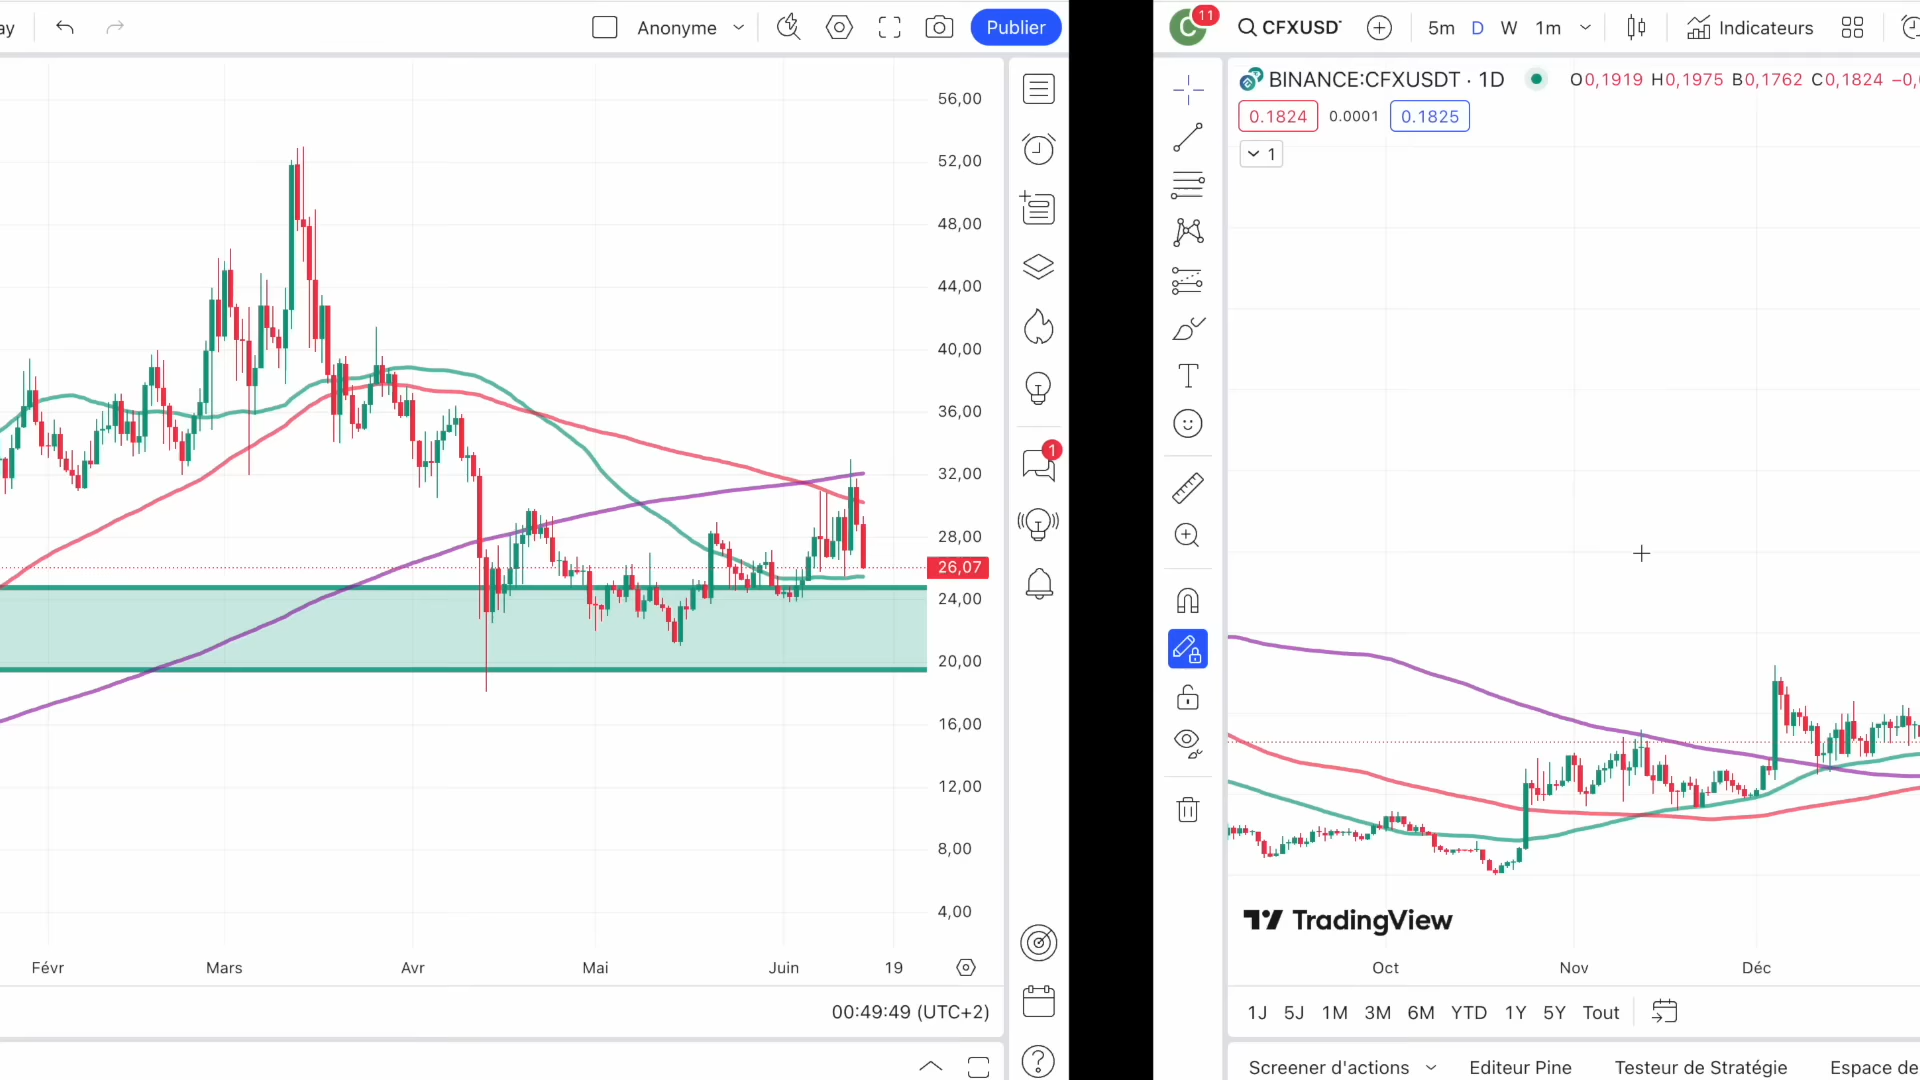 ay
Anonyme
Publier
56,00
52,00
48,00
44,00
40,00
36,00
32,00
28,00
26,07
24,00
20,00
16,00
12,00
8,00
4,00
Févr Mars Avr Mai Juin 19
00:49:49 (UTC+2)
1
C 11
CFXUSD
5m D W 1m
Indicateurs
BINANCE:CFXUSDT · 1D
O0,1919 H0,1975 B0,1762 C0,1824 −0,
0.1824 0.0001 0.1825
1
T
TradingView
Oct Nov Déc
1J 5J 1M 3M 6M YTD 1Y 5Y Tout
Screener d'actions Editeur Pine Testeur de Stratégie Espace de